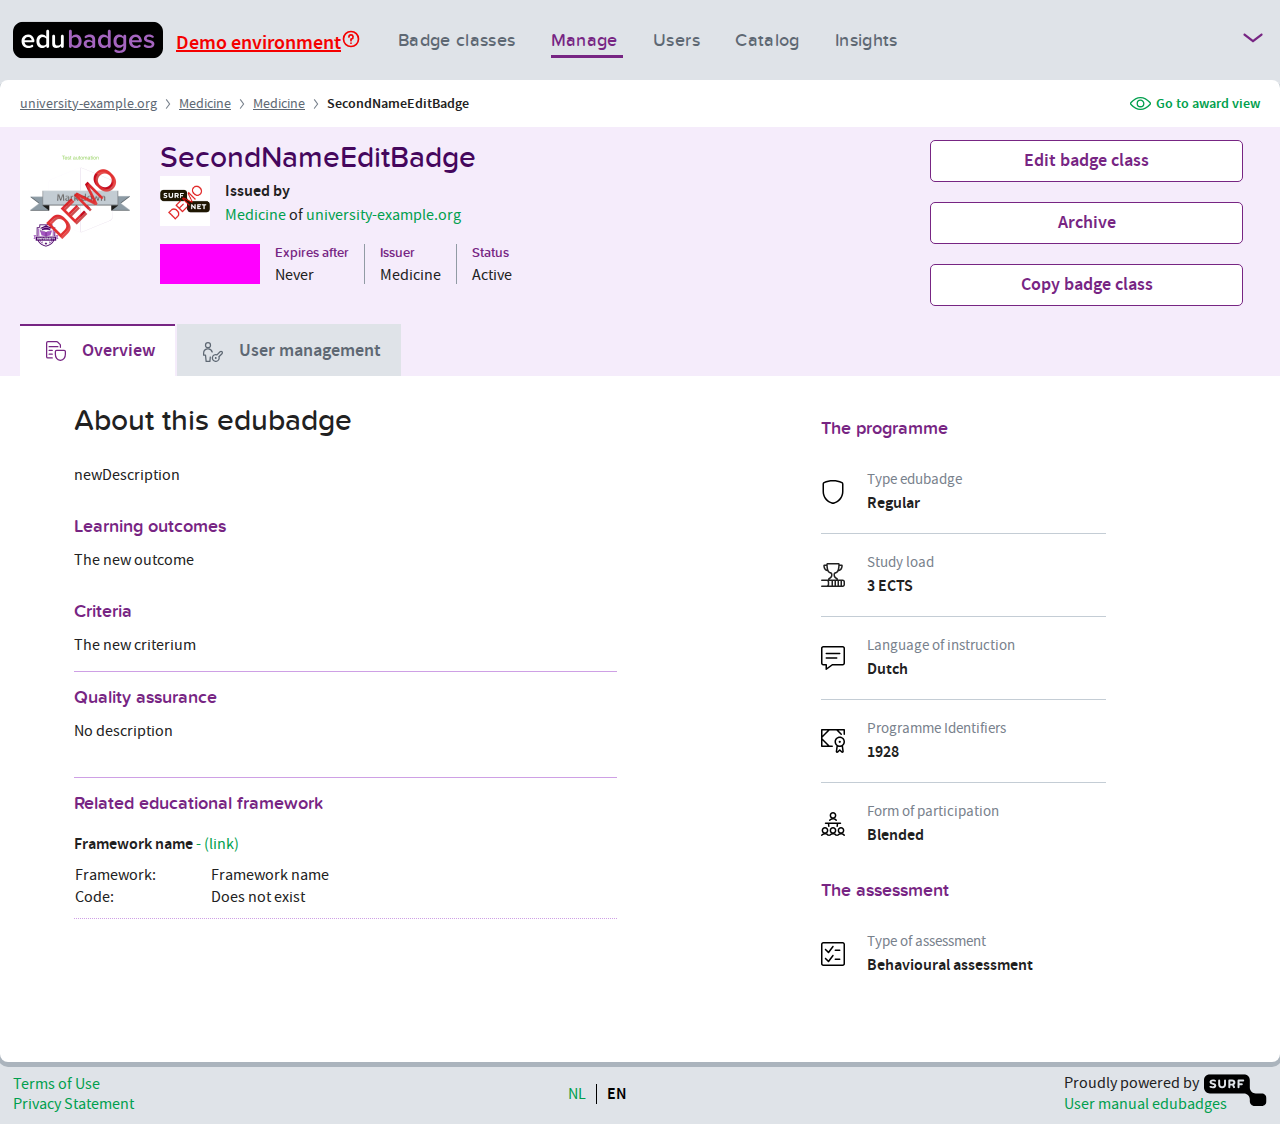 edubadges
Demo environment
Badge classes
Manage
Users
Catalog
Insights
university-example.org > Medicine > Medicine > SecondNameEditBadge
Go to award view
Test automation
DEMO
SecondNameEditBadge
SURF
NET
DEMO
Issued by
Medicine of university-example.org
Expires after
Never
Issuer
Medicine
Status
Active
Edit badge class
Archive
Copy badge class
Overview
User management
About this edubadge
newDescription
Learning outcomes
The new outcome
Criteria
The new criterium
Quality assurance
No description
Related educational framework
Framework name - (link)
Framework: Framework name
Code: Does not exist
The programme
Type edubadge
Regular
Study load
3 ECTS
Language of instruction
Dutch
Programme Identifiers
1928
Form of participation
Blended
The assessment
Type of assessment
Behavioural assessment
Terms of Use
Privacy Statement
NL
EN
Proudly powered by SURF
User manual edubadges